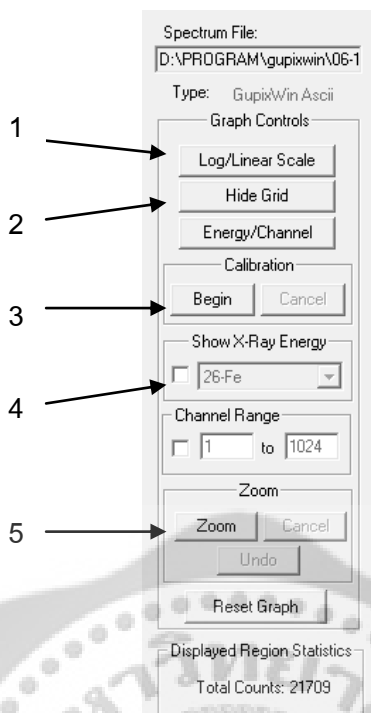 Spectrum File:
D:\PROGRAM\gupixwin\06-1
Type: GupixWin Ascii
Graph Controls
1
Log/Linear Scale
2
Hide Grid
Energy/Channel
Calibration
3
Begin Cancel
Show X-Ray Energy
4
26-Fe
Channel Range
1 to 1024
Zoom
5
Zoom Cancel
Undo
Reset Graph
Displayed Region Statistics
Total Counts: 21709